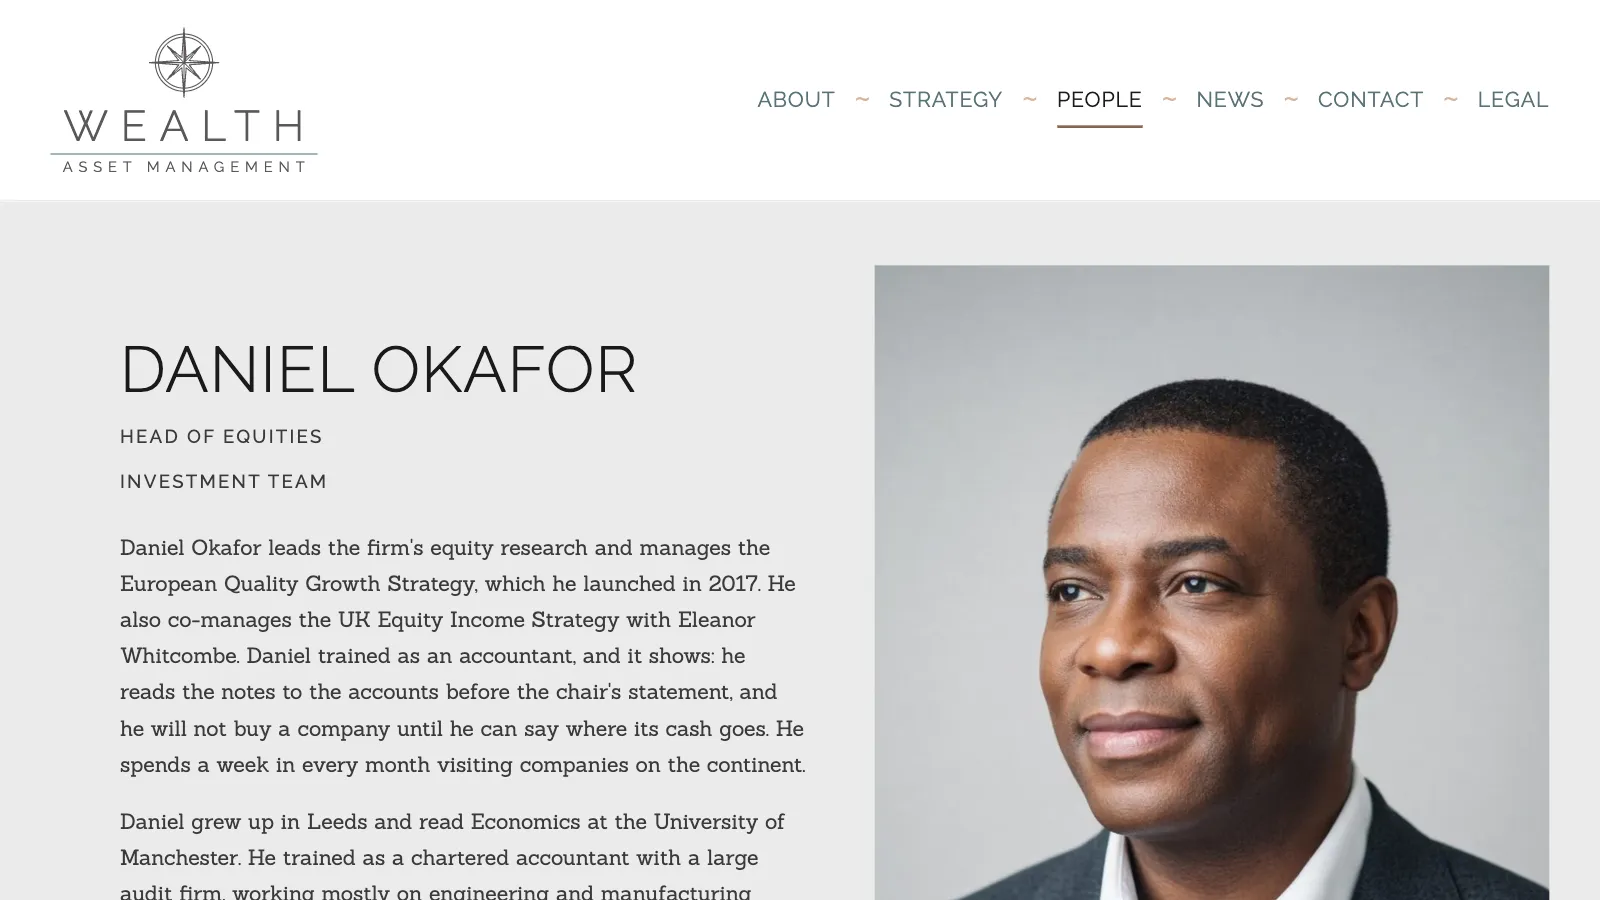 WEALTH
ASSET MANAGEMENT
ABOUT ~ STRATEGY ~ PEOPLE ~ NEWS ~ CONTACT ~ LEGAL
DANIEL OKAFOR
HEAD OF EQUITIES
INVESTMENT TEAM
Daniel Okafor leads the firm's equity research and manages the
European Quality Growth Strategy, which he launched in 2017. He
also co-manages the UK Equity Income Strategy with Eleanor
Whitcombe. Daniel trained as an accountant, and it shows: he
reads the notes to the accounts before the chair's statement, and
he will not buy a company until he can say where its cash goes. He
spends a week in every month visiting companies on the continent.
Daniel grew up in Leeds and read Economics at the University of
Manchester. He trained as a chartered accountant with a large
audit firm, working mostly on engineering and manufacturing